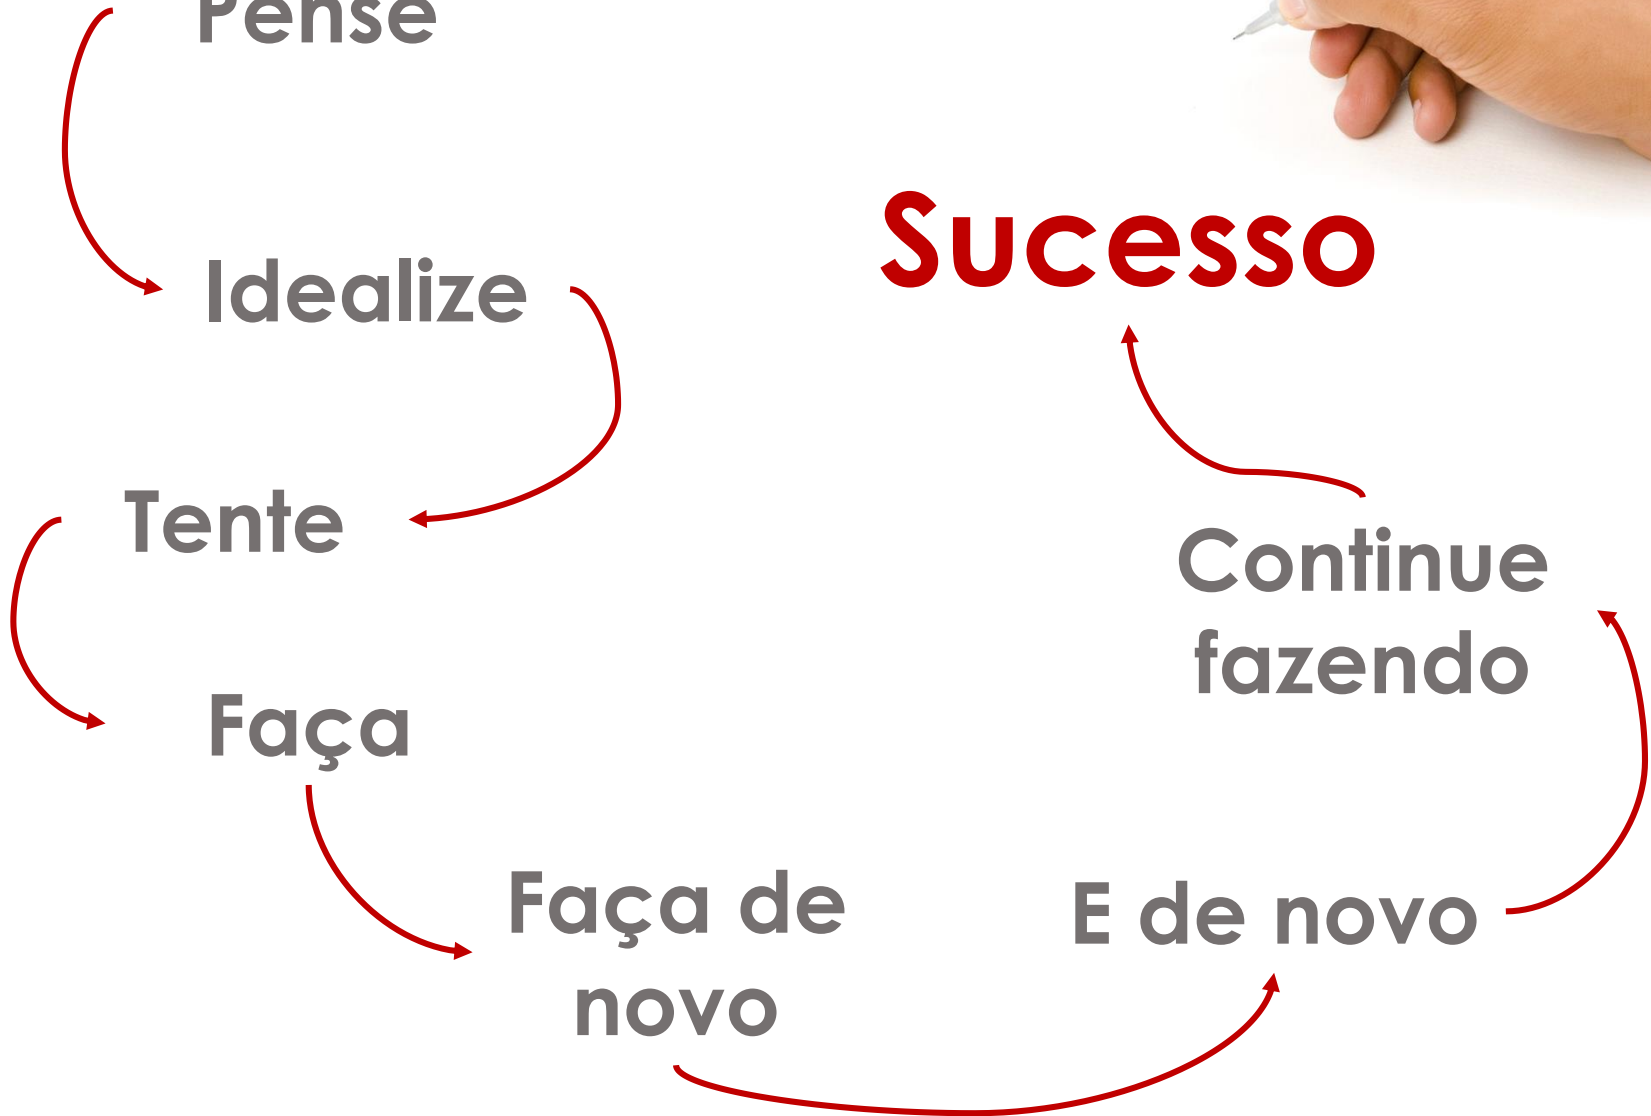 Pense
Idealize
Tente
Faça
Faça de
novo
E de novo
Continue
fazendo
Sucesso